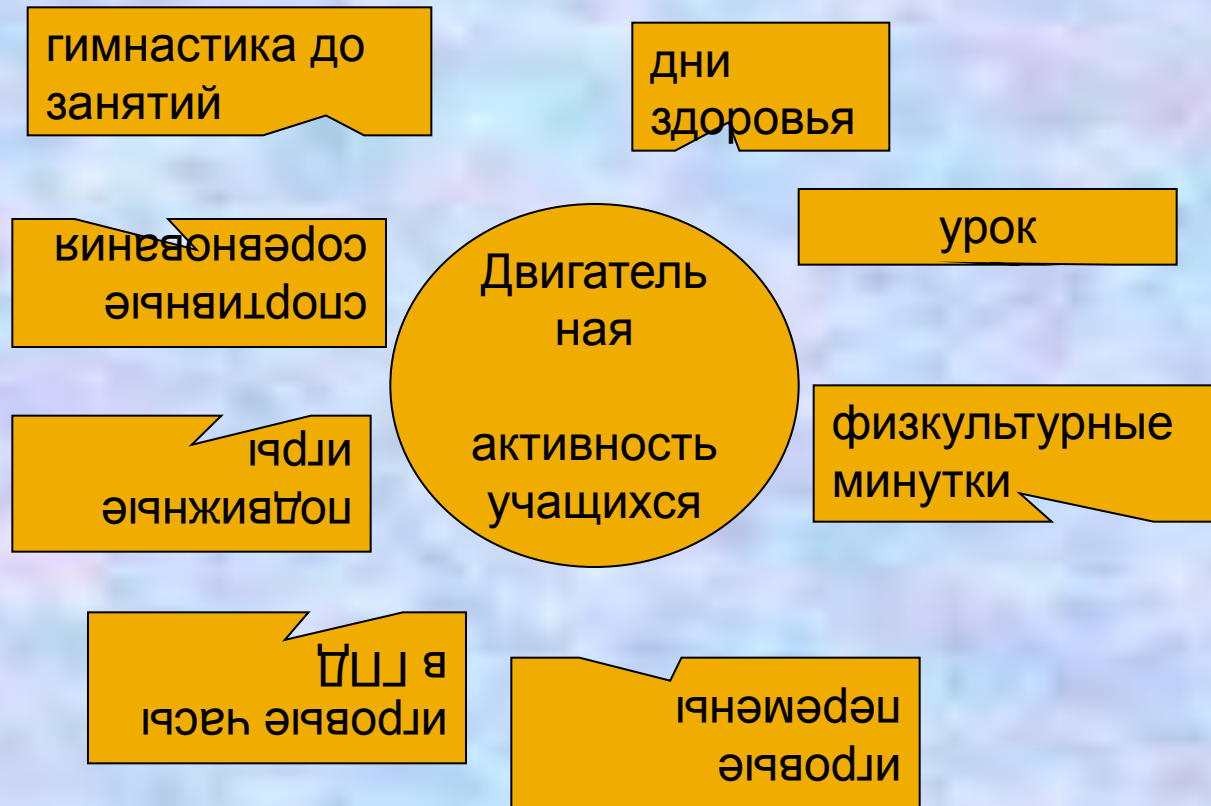 гимнастика до
занятий
дни
здоровья
урок
спортивные
соревнования
Двигатель
ная
активность
учащихся
физкультурные
минутки
подвижные
игры
игровые часы
в ГПД
игровые
перемены